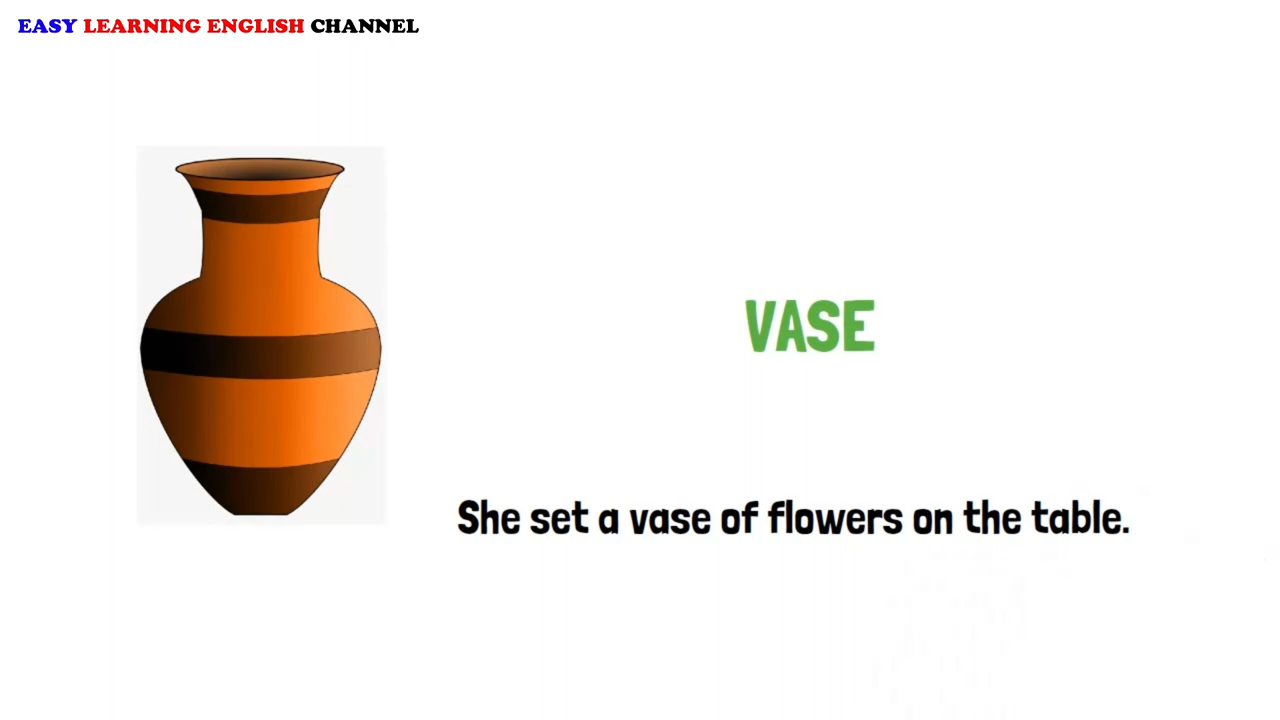 EASY LEARNING ENGLISH CHANNEL
VASE
She set a vase of flowers on the table.